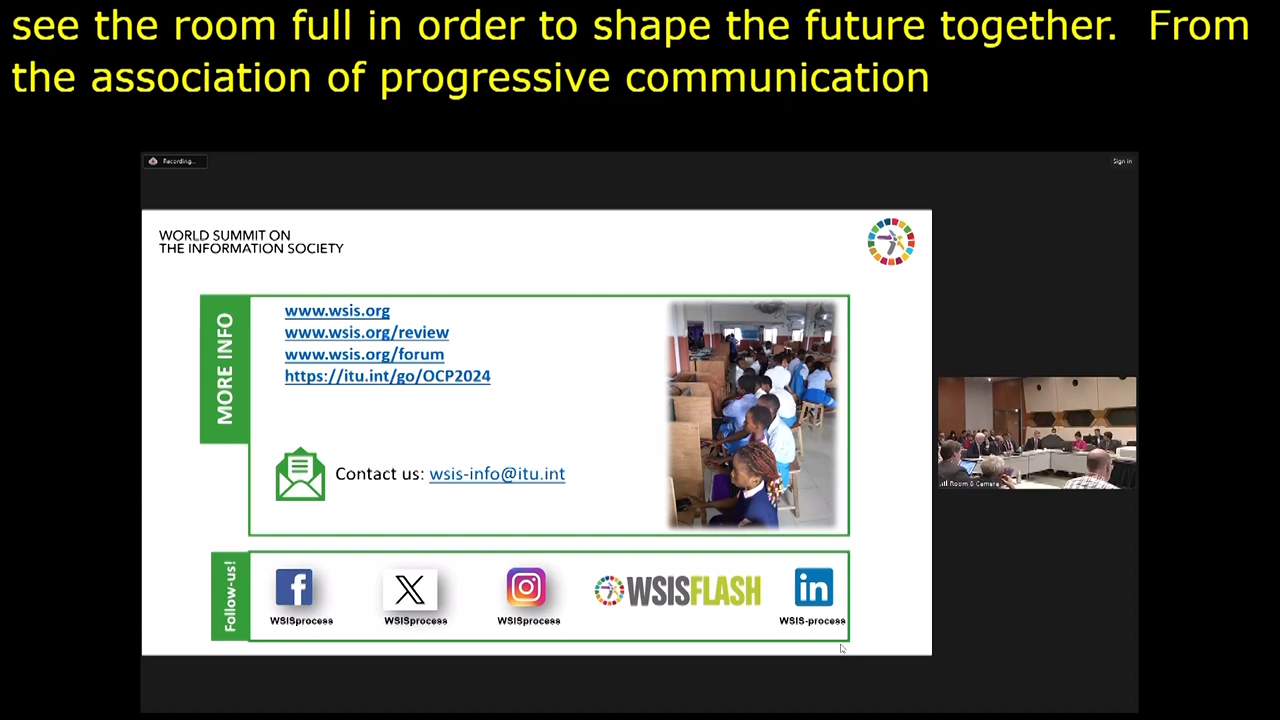 see the room full in order to shape the future together.  From
the association of progressive communication
Recording...
Sign in
WORLD SUMMIT ON
THE INFORMATION SOCIETY
MORE INFO
www.wsis.org
www.wsis.org/review
www.wsis.org/forum
https://itu.int/go/OCP2024
Contact us: wsis-info@itu.int
Room 6 Camera
Follow-us!
WSISFLASH
WSISprocess
WSISprocess
WSISprocess
WSIS-process